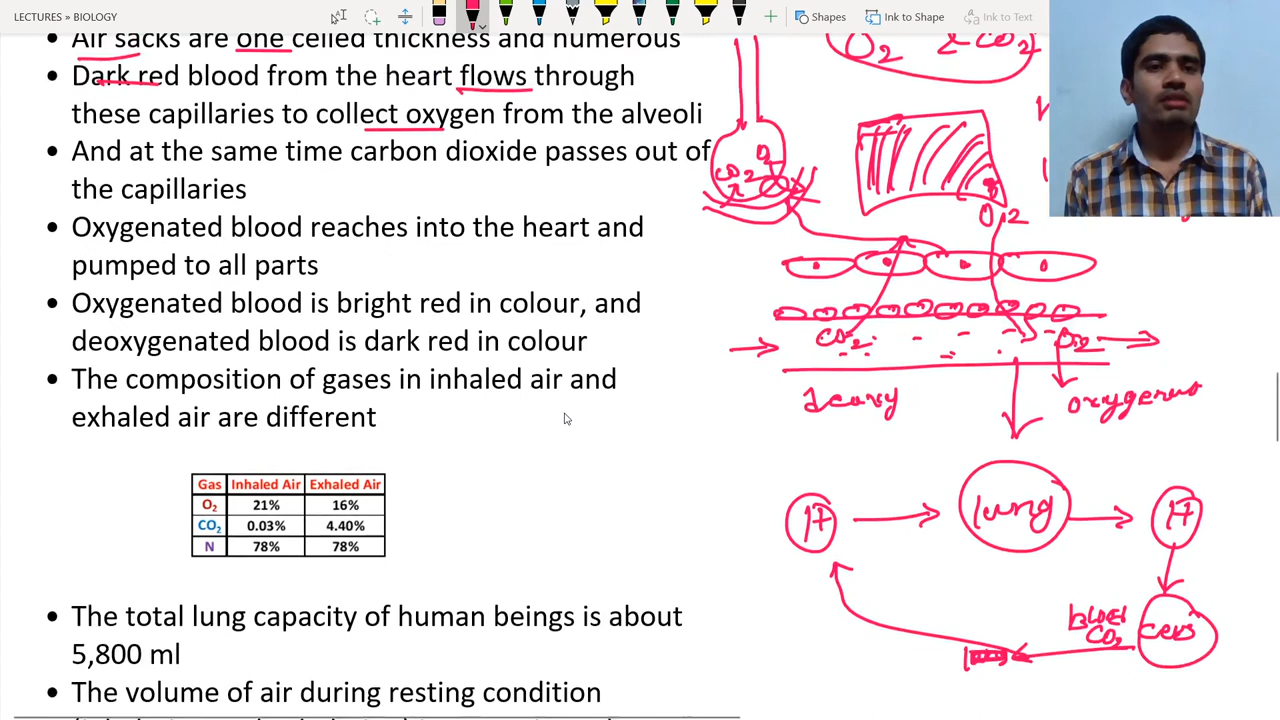 LECTURES » BIOLOGY
Shapes
Ink to Shape
Ink to Text
• Air sacks are one celled thickness and numerous
• Dark red blood from the heart flows through
these capillaries to collect oxygen from the alveoli
• And at the same time carbon dioxide passes out of
the capillaries
• Oxygenated blood reaches into the heart and
pumped to all parts
• Oxygenated blood is bright red in colour, and
deoxygenated blood is dark red in colour
• The composition of gases in inhaled air and
exhaled air are different
Gas Inhaled Air Exhaled Air
O₂ 21% 16%
CO₂ 0.03% 4.40%
N 78% 78%
• The total lung capacity of human beings is about
5,800 ml
• The volume of air during resting condition
O₂ & CO₂
O₂
CO₂
O2
CO₂
O₂
deoxy
H
lung
H
CO₂
cells